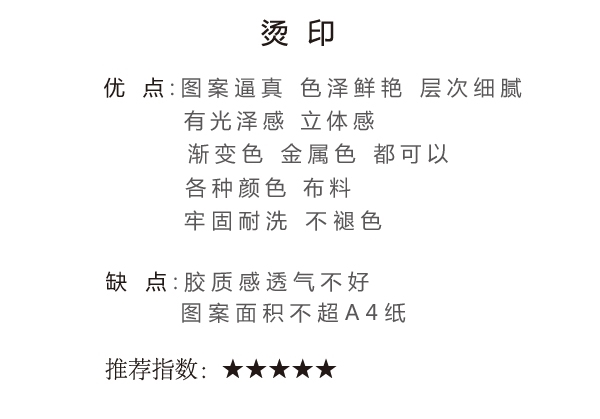 烫 印
优 点:图案逼真 色泽鲜艳 层次细腻
有光泽感 立体感
渐变色 金属色 都可以
各种颜色 布料
牢固耐洗 不褪色
缺 点:胶质感透气不好
图案面积不超A4纸
推荐指数：★★★★★